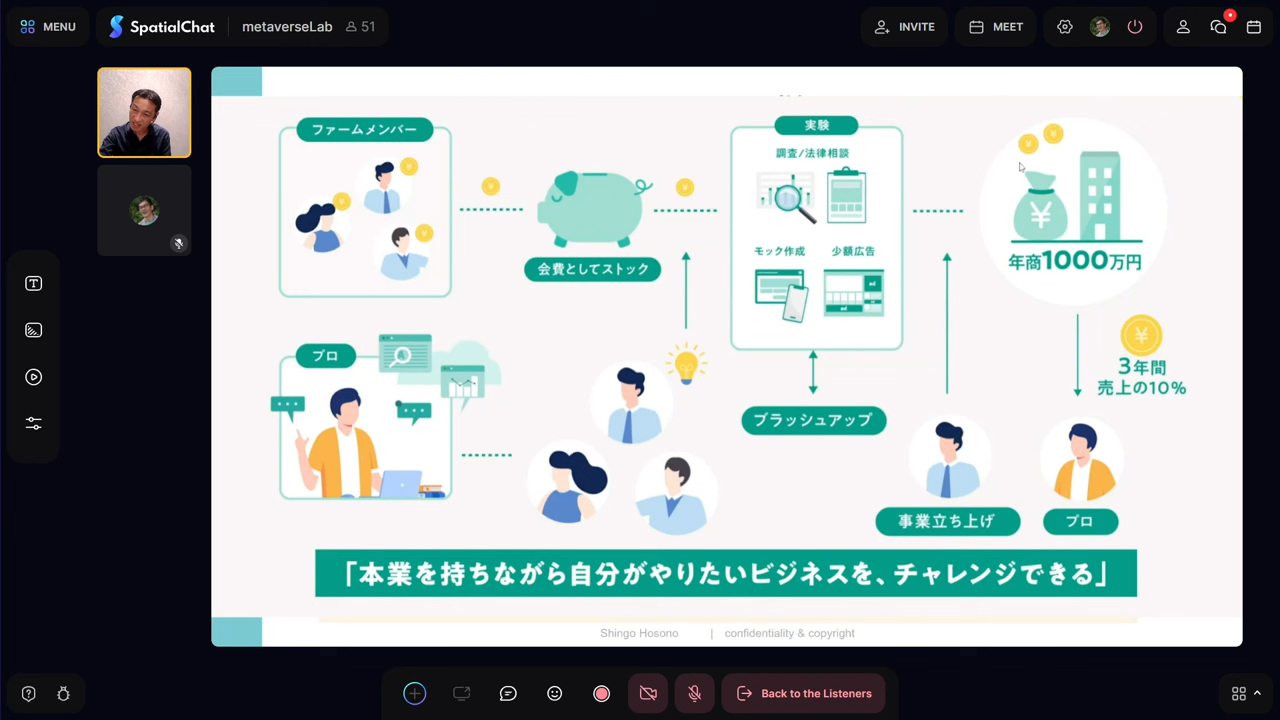 MENU
SpatialChat
metaverseLab
51
INVITE
MEET
ファームメンバー
会費としてストック
実験
調査/法律相談
モック作成
少額広告
ad
ad
ad
年商1000万円
3年間
売上の10%
プロ
ブラッシュアップ
事業立ち上げ
プロ
「本業を持ちながら自分がやりたいビジネスを、チャレンジできる」
Shingo Hosono | confidentiality & copyright
Back to the Listeners